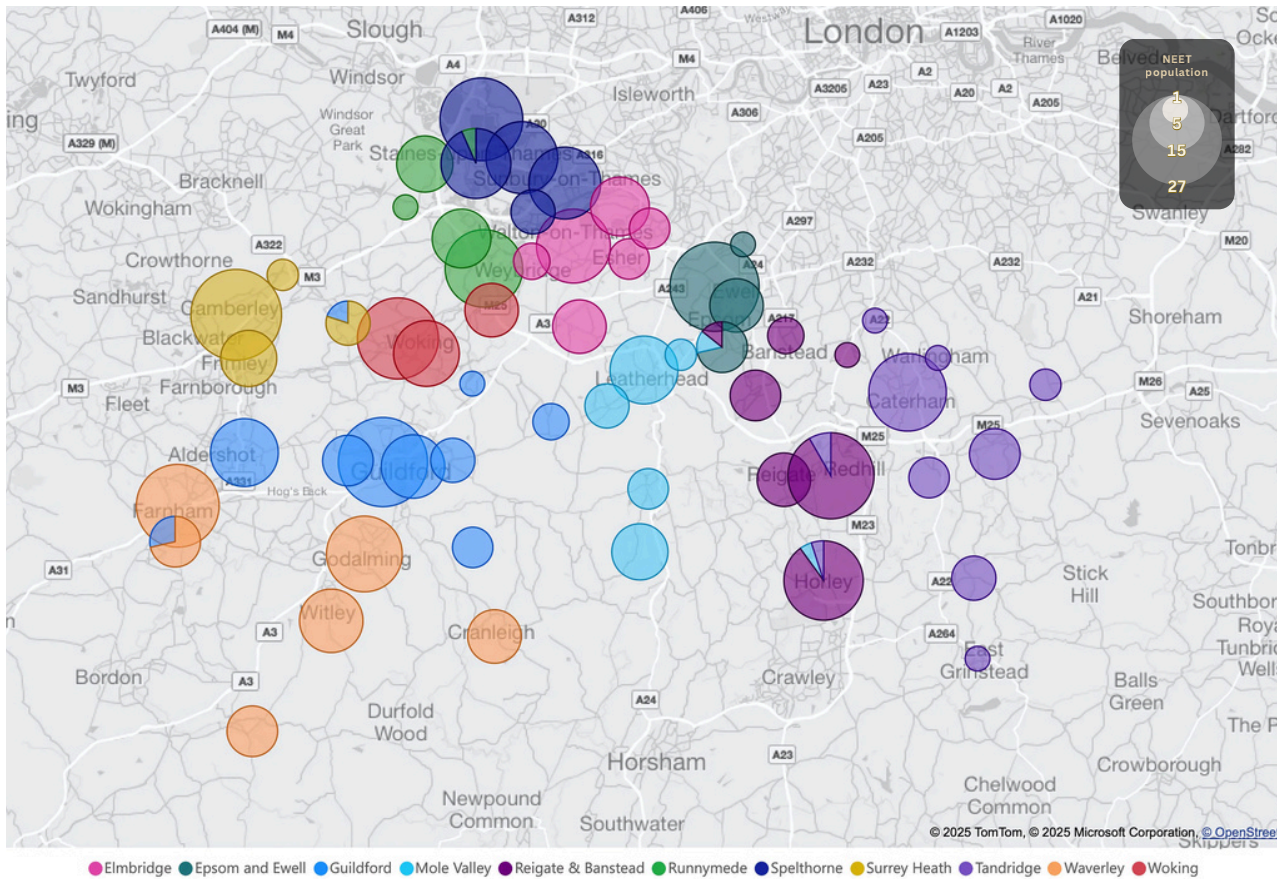 A404 (M)
M4
Slough
A312
A406
Westway
London
A1203
A1020
River
Thames
Twyford
Windsor
A4
M4
Isleworth
A3205
A23
A2
A20
A2
A205
A306
A205
NEET
population
1
5
15
27
Dartford
A282
Windsor
Great
Park
A329 (M)
A30
A316
Bracknell
Sunbury-on-Thames
Wokingham
A297
Swanley
Walton-on-Thames
A322
M20
Crowthorne
M3
Weybridge
Esher
A24
A232
A232
Sandhurst
A243
Ewell
A21
Camberley
M25
Epsom
A217
A22
Shoreham
Blackwater
A3
Woking
Banstead
Warlingham
Frimley
Farnborough
Leatherhead
M3
M26
A25
Fleet
Caterham
Sevenoaks
M25
M25
Aldershot
Guildford
A331
Hog's Back
Reigate
Redhill
Farnham
M23
Godalming
A31
Horley
A22
Stick
Hill
Witley
A3
Cranleigh
A264
East
Grinstead
Bordon
A3
Crawley
Balls
Green
A24
Durfold
Wood
Horsham
A23
Crowborough
Newpound
Common
Chelwood
Common
Southwater
© 2025 TomTom, © 2025 Microsoft Corporation, © OpenStree
Skippers
Elmbridge Epsom and Ewell Guildford Mole Valley Reigate & Banstead Runnymede Spelthorne Surrey Heath Tandridge Waverley Woking